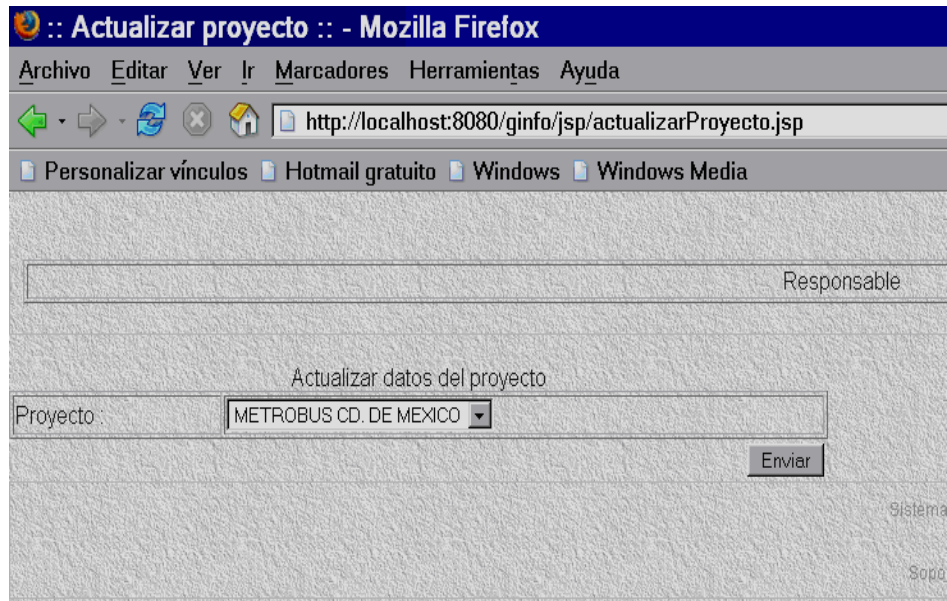 :: Actualizar proyecto :: - Mozilla Firefox
Archivo Editar Ver Ir Marcadores Herramientas Ayuda
http://localhost:8080/ginfo/jsp/actualizarProyecto.jsp
Personalizar vínculos Hotmail gratuito Windows Windows Media
Responsable
Actualizar datos del proyecto
Proyecto : METROBUS CD. DE MEXICO
Enviar
Sistema
Sopo